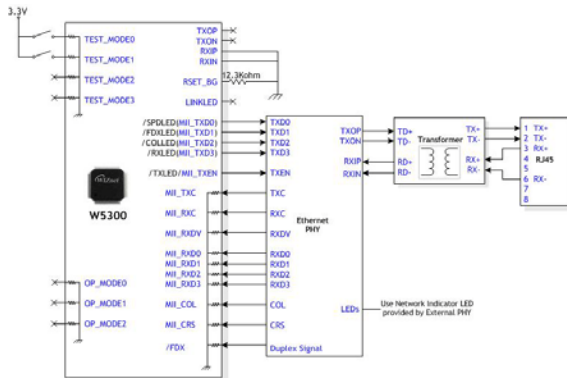 3.3V
TEST_MODE0
TEST_MODE1
TEST_MODE2
TEST_MODE3
TXOP
TXON
RXIP
RXIN
RSET_BG
12.3Kohm
LINKLED
/SPDLED(MII_TXD0)
/FDXLED(MII_TXD1)
/COLLED(MII_TXD2)
/RXLED(MII_TXD3)
/TXLED/MII_TXEN)
MII_TXC
MII_RXC
MII_RXDV
MII_RXD0
MII_RXD1
MII_RXD2
MII_RXD3
MII_COL
MII_CRS
/FDX
W5300
OP_MODE0
OP_MODE1
OP_MODE2
TXD0
TXD1
TXD2
TXD3
TXEN
TXC
RXC
RXDV
RXD0
RXD1
RXD2
RXD3
COL
CRS
Duplex Signal
Ethernet
PHY
TXOP
TXON
RXIP
RXIN
LEDs
Use Network Indicator LED
provided by External PHY
TD+
TD-
RD+
RD-
Transformer
TX+
TX-
RX+
RX-
1 TX+
2 TX-
3 RX+
4
5
6 RX-
7
8
RJ45